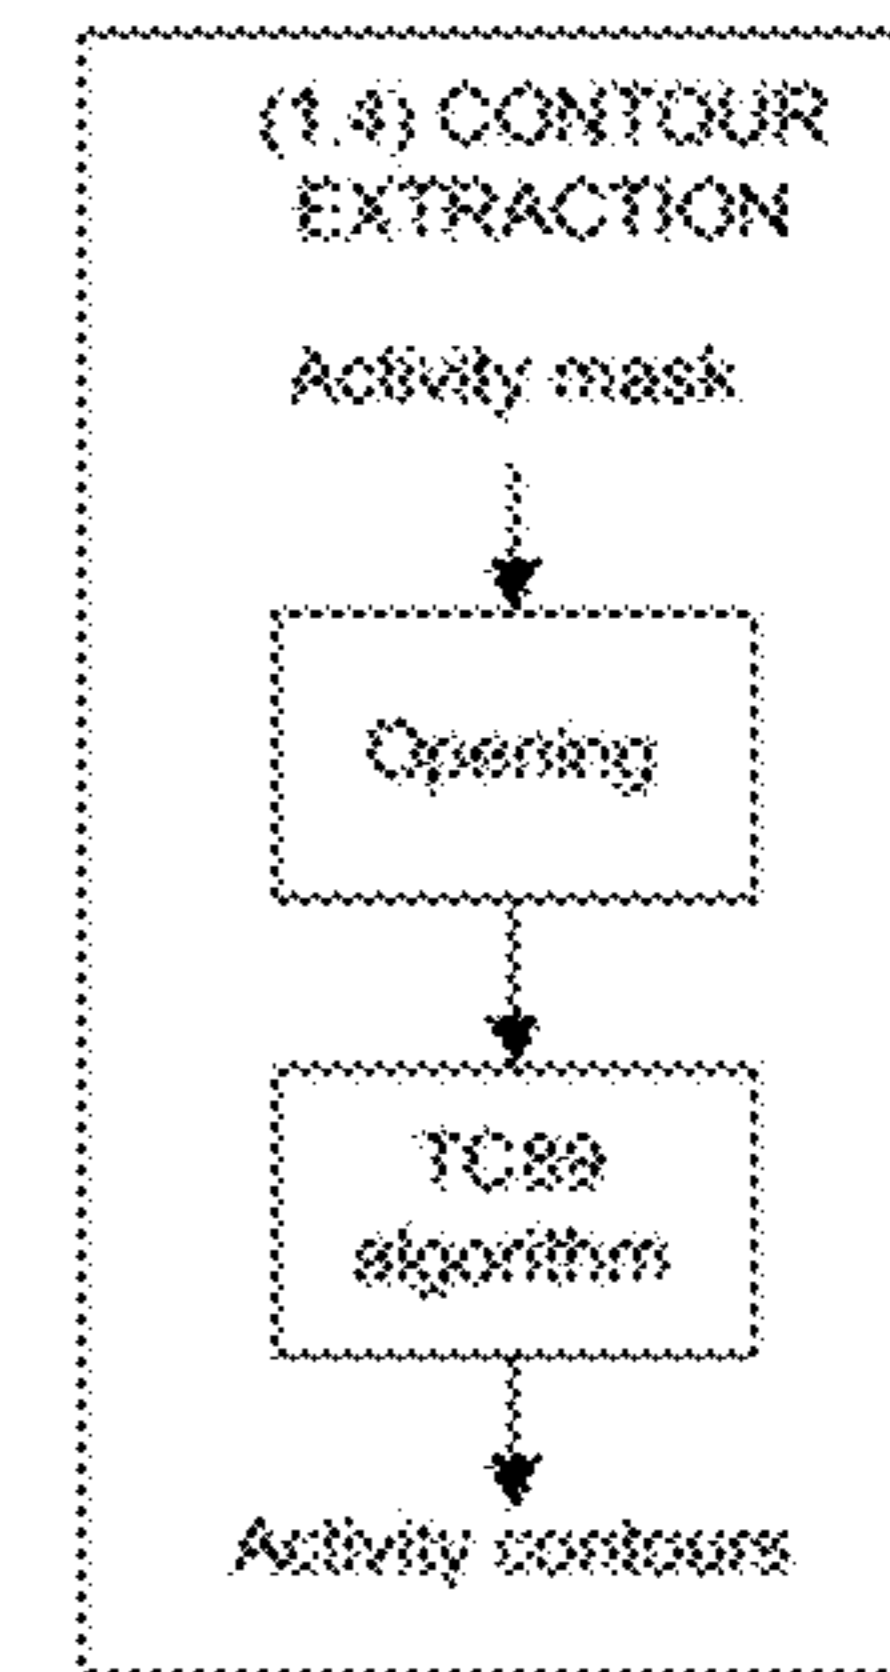 (1.4) CONTOUR
EXTRACTION
Activity mask
Opening
TC89
algorithm
Activity contours